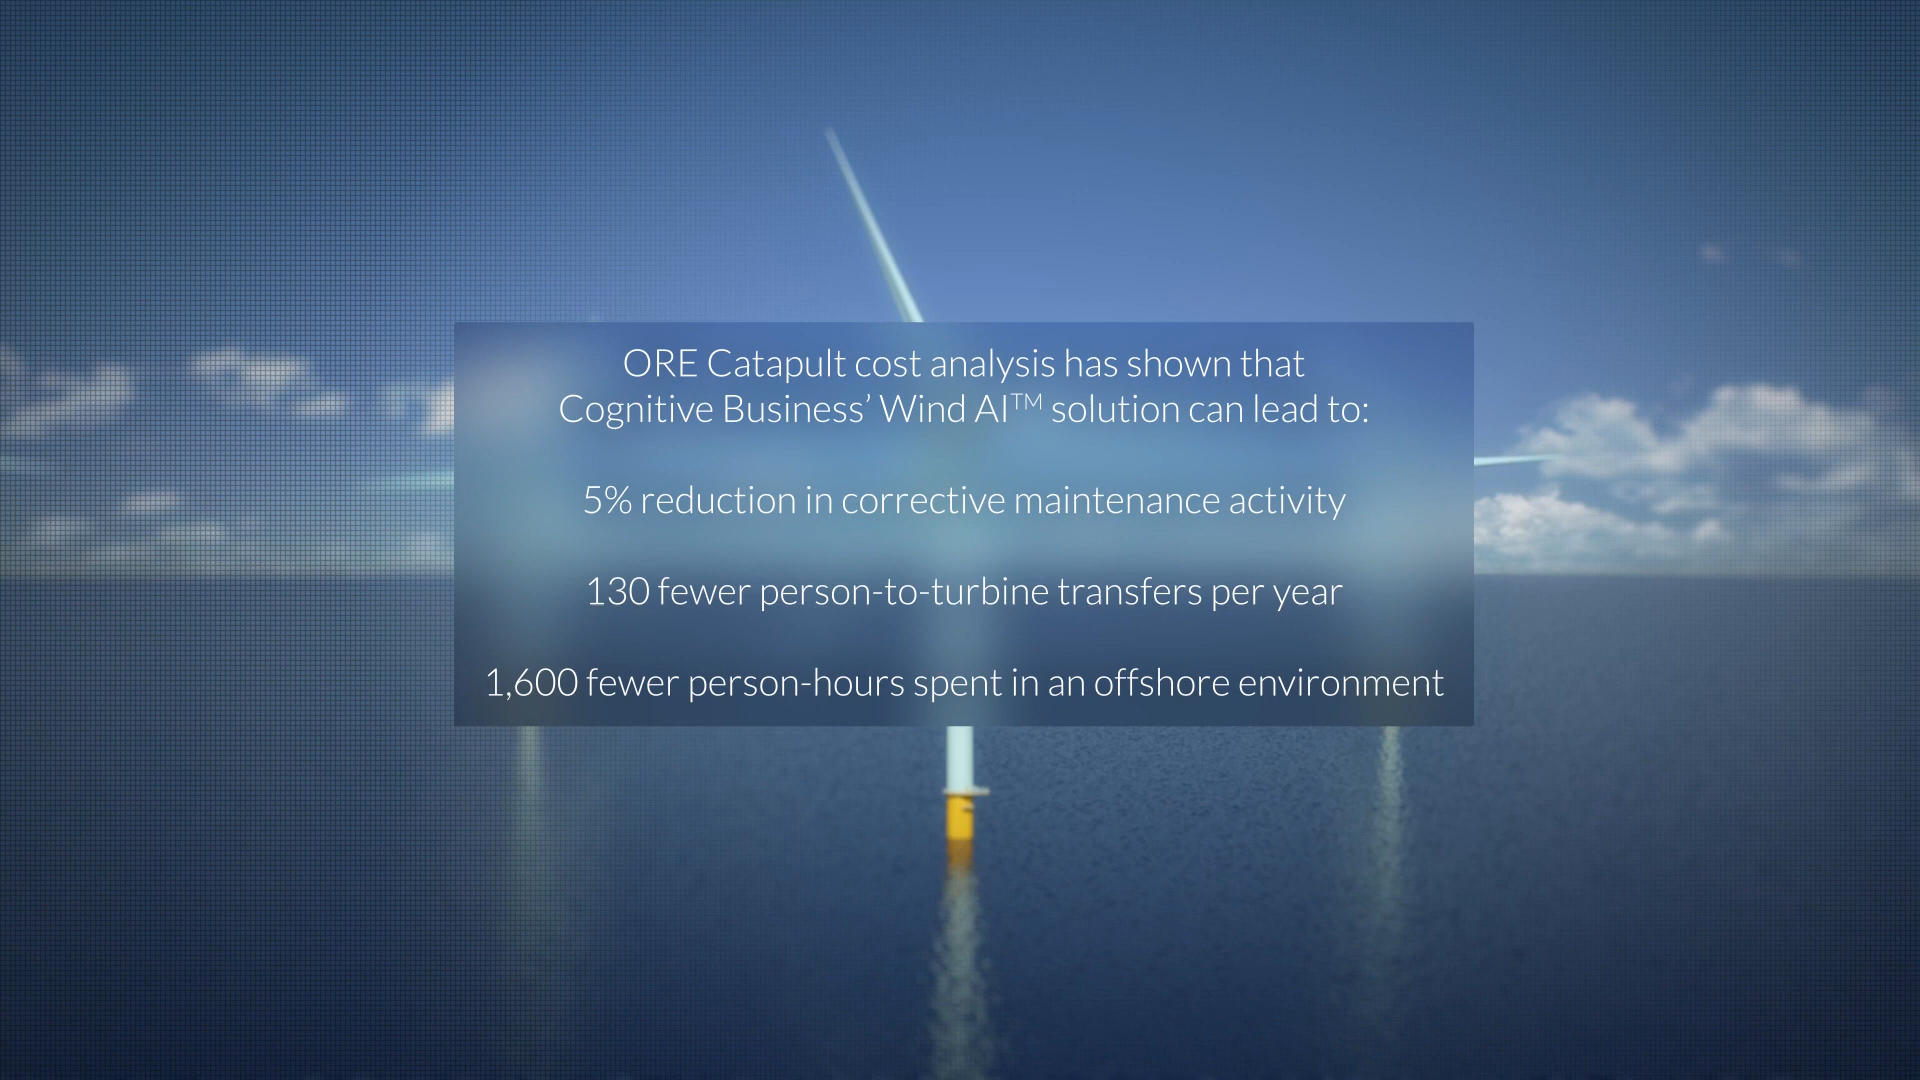 ORE Catapult cost analysis has shown that
Cognitive Business’ Wind AI™ solution can lead to:
5% reduction in corrective maintenance activity
130 fewer person-to-turbine transfers per year
1,600 fewer person-hours spent in an offshore environment